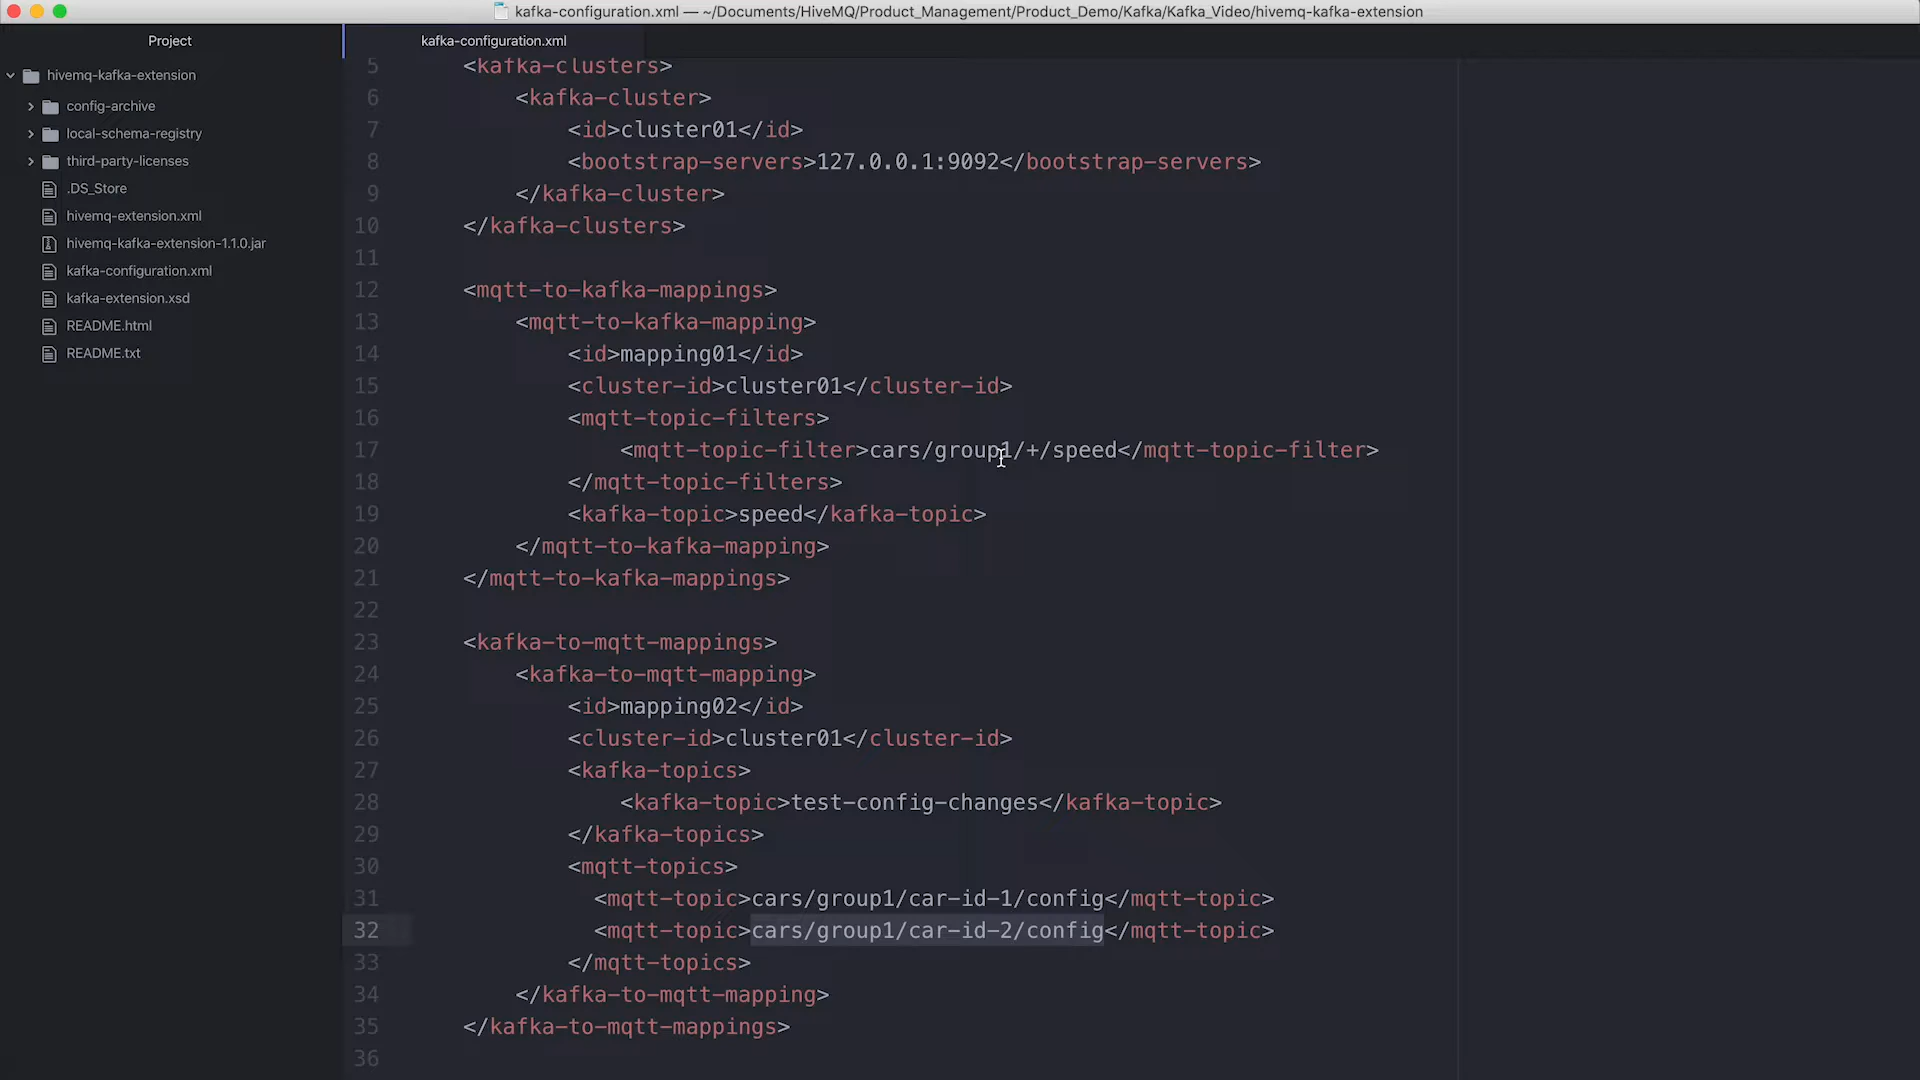 kafka-configuration.xml — ~/Documents/HiveMQ/Product_Management/Product_Demo/Kafka/Kafka_Video/hivemq-kafka-extension
Project
kafka-configuration.xml
hivemq-kafka-extension
config-archive
local-schema-registry
third-party-licenses
.DS_Store
hivemq-extension.xml
hivemq-kafka-extension-1.1.0.jar
kafka-configuration.xml
kafka-extension.xsd
README.html
README.txt
5 <kafka-clusters>
6 <kafka-cluster>
7 <id>cluster01</id>
8 <bootstrap-servers>127.0.0.1:9092</bootstrap-servers>
9 </kafka-cluster>
10 </kafka-clusters>
11
12 <mqtt-to-kafka-mappings>
13 <mqtt-to-kafka-mapping>
14 <id>mapping01</id>
15 <cluster-id>cluster01</cluster-id>
16 <mqtt-topic-filters>
17 <mqtt-topic-filter>cars/group1/+/speed</mqtt-topic-filter>
18 </mqtt-topic-filters>
19 <kafka-topic>speed</kafka-topic>
20 </mqtt-to-kafka-mapping>
21 </mqtt-to-kafka-mappings>
22
23 <kafka-to-mqtt-mappings>
24 <kafka-to-mqtt-mapping>
25 <id>mapping02</id>
26 <cluster-id>cluster01</cluster-id>
27 <kafka-topics>
28 <kafka-topic>test-config-changes</kafka-topic>
29 </kafka-topics>
30 <mqtt-topics>
31 <mqtt-topic>cars/group1/car-id-1/config</mqtt-topic>
32 <mqtt-topic>cars/group1/car-id-2/config</mqtt-topic>
33 </mqtt-topics>
34 </kafka-to-mqtt-mapping>
35 </kafka-to-mqtt-mappings>
36